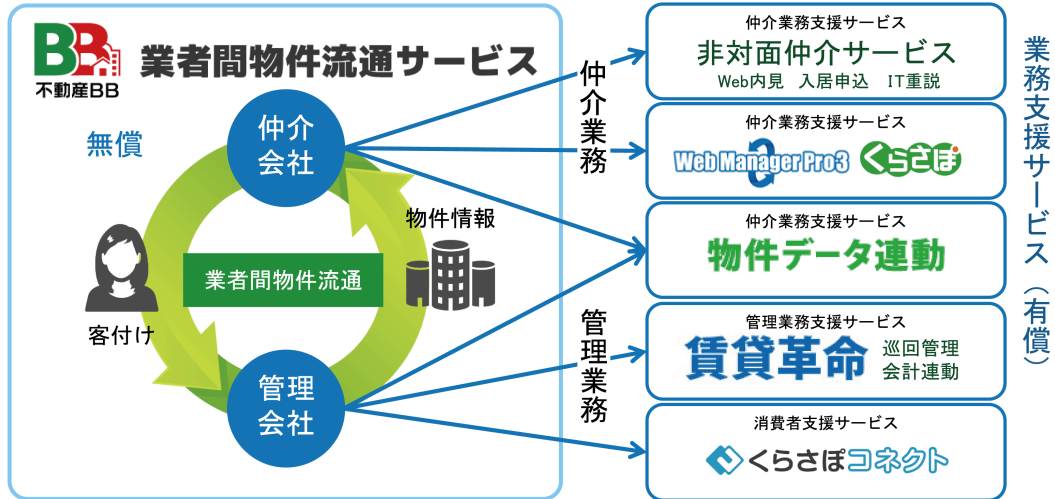 BB
不動産BB
業者間物件流通サービス
無償
仲介
会社
物件情報
業者間物件流通
客付け
管理
会社
仲介業務
管理業務
仲介業務支援サービス
非対面仲介サービス
Web内見 入居申込 IT重説
仲介業務支援サービス
Web Manager Pro3 くらさぽ
仲介業務支援サービス
物件データ連動
管理業務支援サービス
賃貸革命
巡回管理
会計連動
消費者支援サービス
くらさぽコネクト
業務支援サービス（有償）